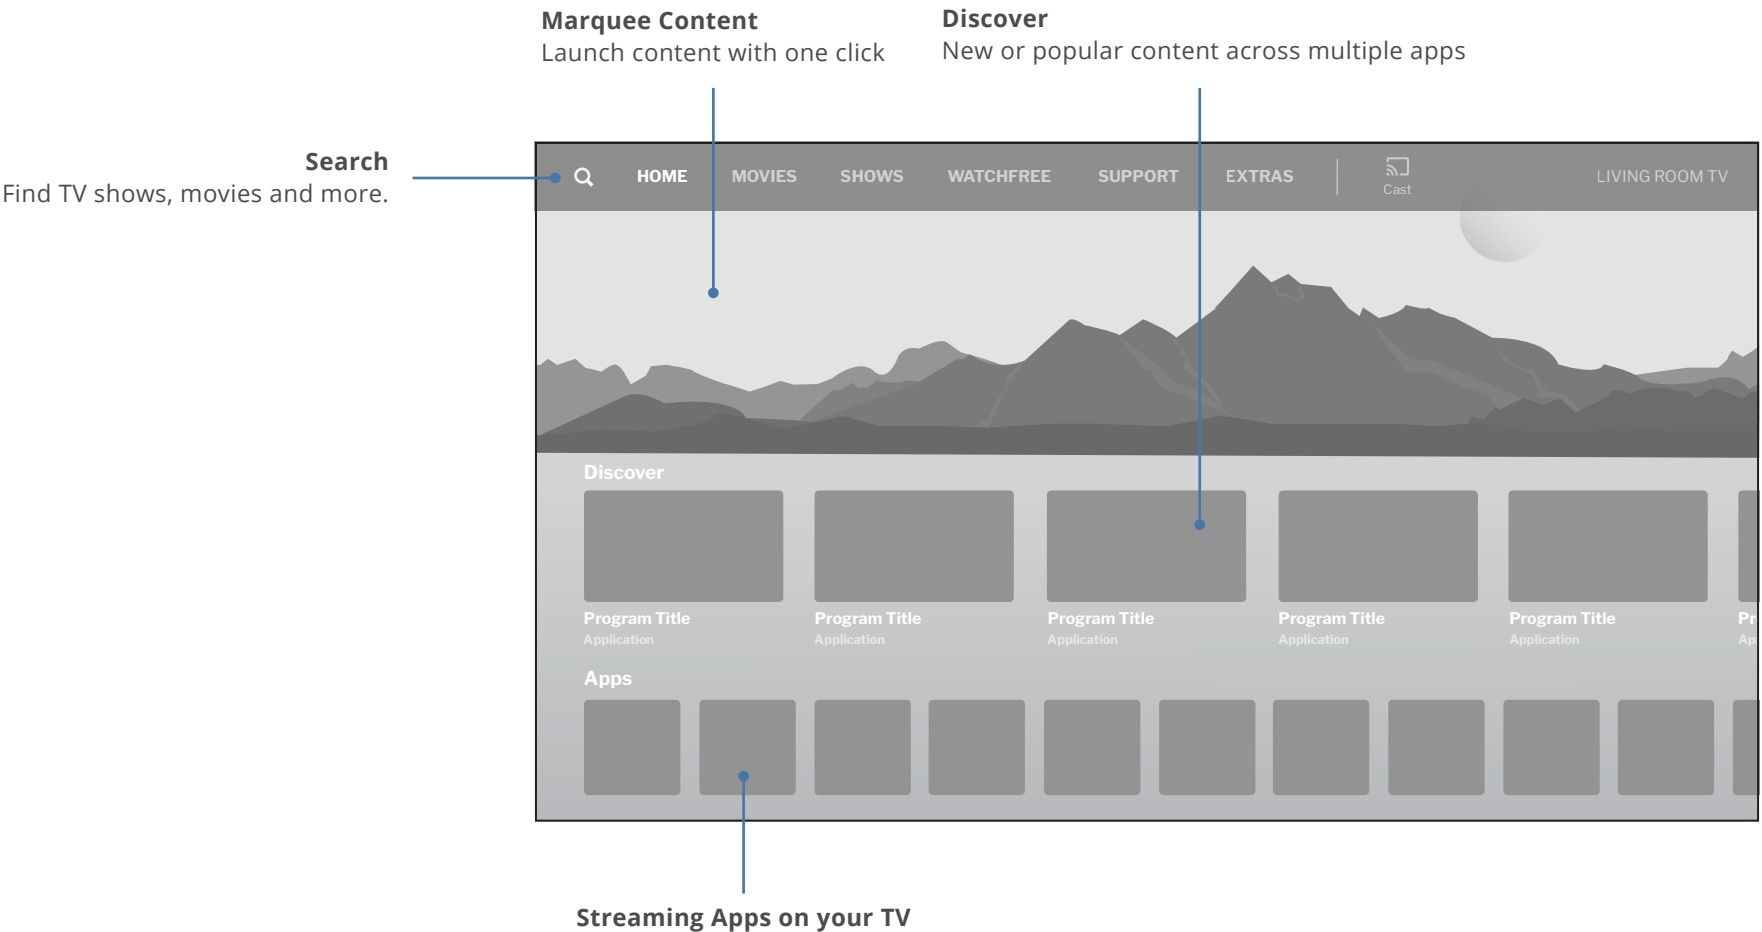 Marquee Content
Launch content with one click
Discover
New or popular content across multiple apps
Search
Find TV shows, movies and more.
HOME MOVIES SHOWS WATCHFREE SUPPORT EXTRAS Cast LIVING ROOM TV
Discover
Program Title Program Title Program Title Program Title Program Title Pr
Application Application Application Application Application Ap
Apps
Streaming Apps on your TV